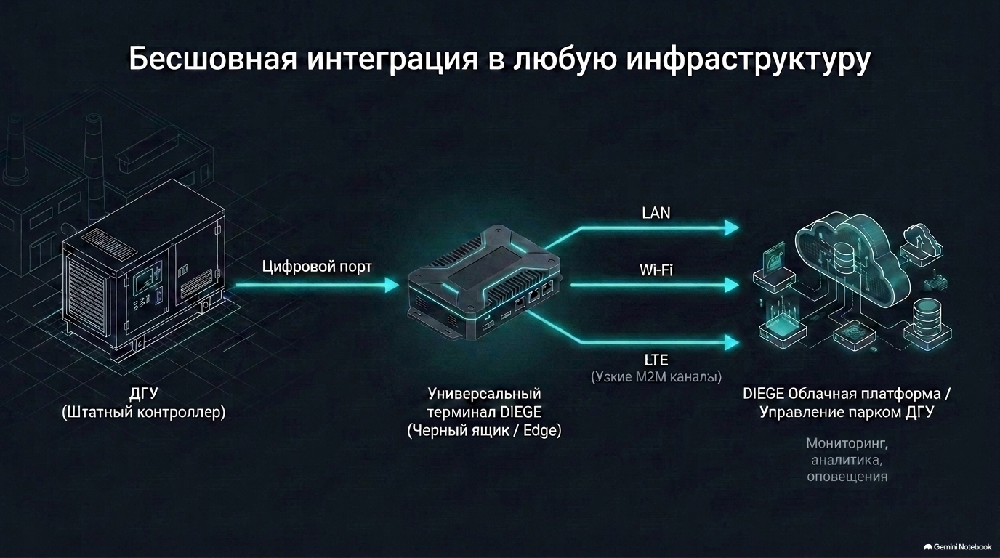 Бесшовная интеграция в любую инфраструктуру
Цифровой порт
LAN
Wi-Fi
LTE
(Узкие M2M каналы)
ДГУ
(Штатный контроллер)
Универсальный
терминал DIEGE
(Черный ящик / Edge)
DIEGE Облачная платформа /
Управление парком ДГУ
Мониторинг,
аналитика,
оповещения
Gemini Notebook